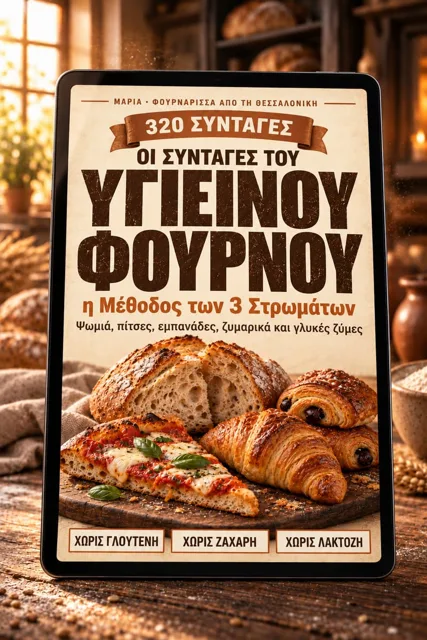 ΜΑΡΙΑ • ΦΟΥΡΝΑΡΙΣΣΑ ΑΠΟ ΤΗ ΘΕΣΣΑΛΟΝΙΚΗ
320 ΣΥΝΤΑΓΕΣ
ΟΙ ΣΥΝΤΑΓΕΣ ΤΟΥ
ΥΓΙΕΙΝΟΥ
ΦΟΥΡΝΟΥ
η Μέθοδος των 3 Στρωμάτων
Ψωμιά, πίτσες, εμπανάδες, ζυμαρικά και γλυκές ζύμες
ΧΩΡΙΣ ΓΛΟΥΤΕΝΗ
ΧΩΡΙΣ ΖΑΧΑΡΗ
ΧΩΡΙΣ ΛΑΚΤΟΖΗ